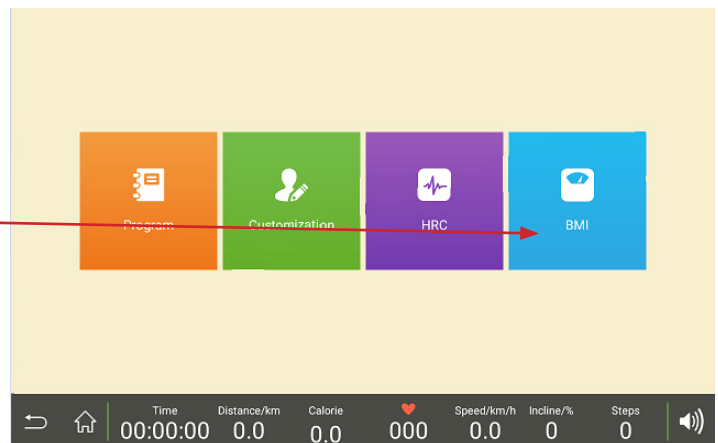 Program
Customization
HRC
BMI
Time
Distance/km
Calorie
Speed/km/h
Incline/%
Steps
00:00:00
0.0
0.0
000
0.0
0
0